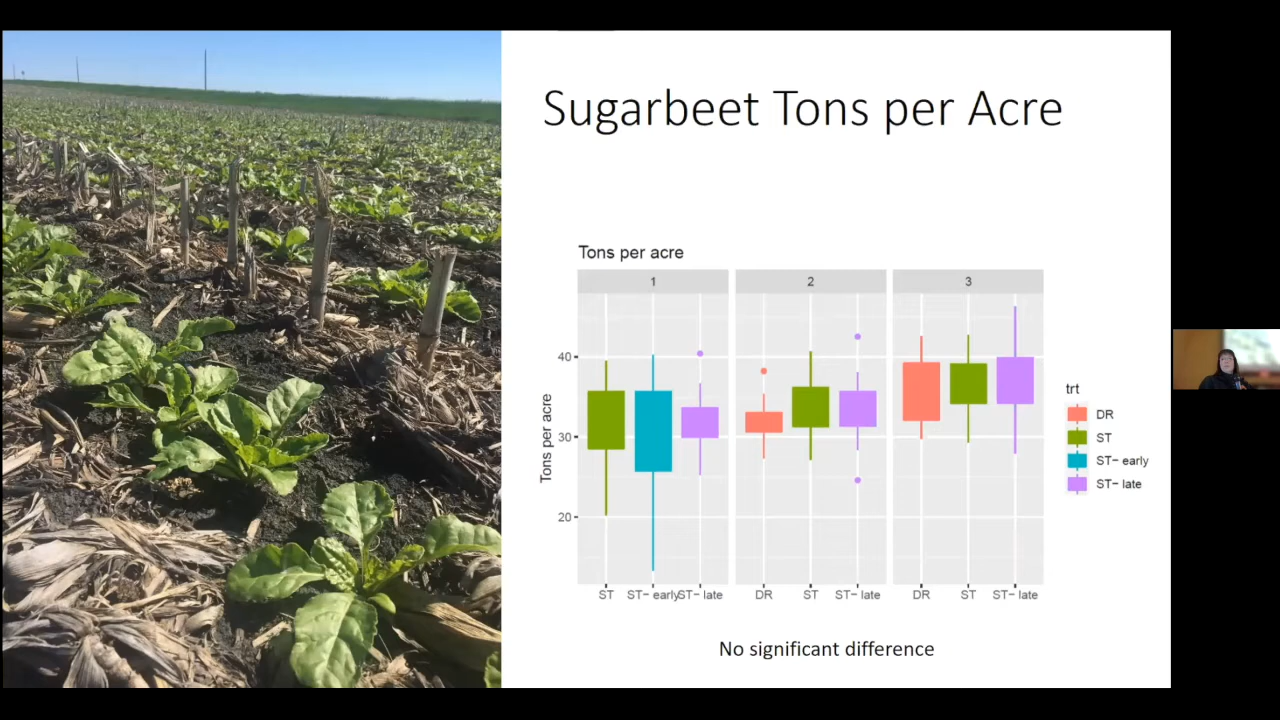 Sugarbeet Tons per Acre
Tons per acre
1 2 3
40
30
20
Tons per acre
ST ST- early ST- late DR ST ST- late DR ST ST- late
trt
DR
ST
ST- early
ST- late
No significant difference